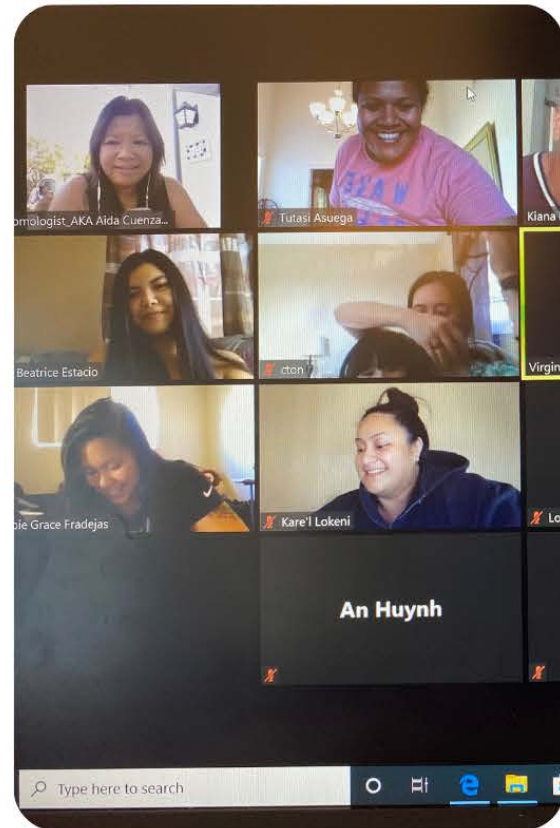 omologist_AKA Aida Cuenza...
Tutasi Asuega
Kiana
Beatrice Estacio
cton
Virgin
bie Grace Fradejas
Kare'l Lokeni
Lo
An Huynh
Type here to search